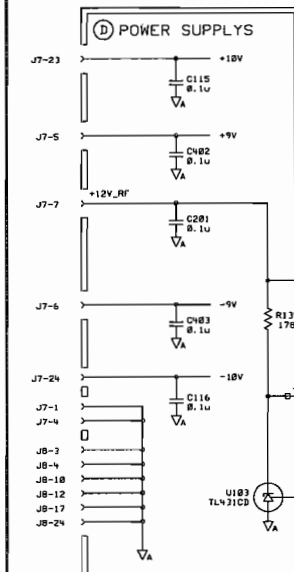 D POWER SUPPLYS
J7-23 +10V
C115
0.1u
A
J7-5 +9V
C402
0.1u
A
+12V_RF
J7-7
C201
0.1u
A
J7-6 -9V
C403
0.1u
A
R13
178
J7-24 -10V
C116
0.1u
A
J7-1
J7-4
J8-3
J8-4
J8-10
J8-12
J8-17
J8-24
U103
TL431CD
A
A